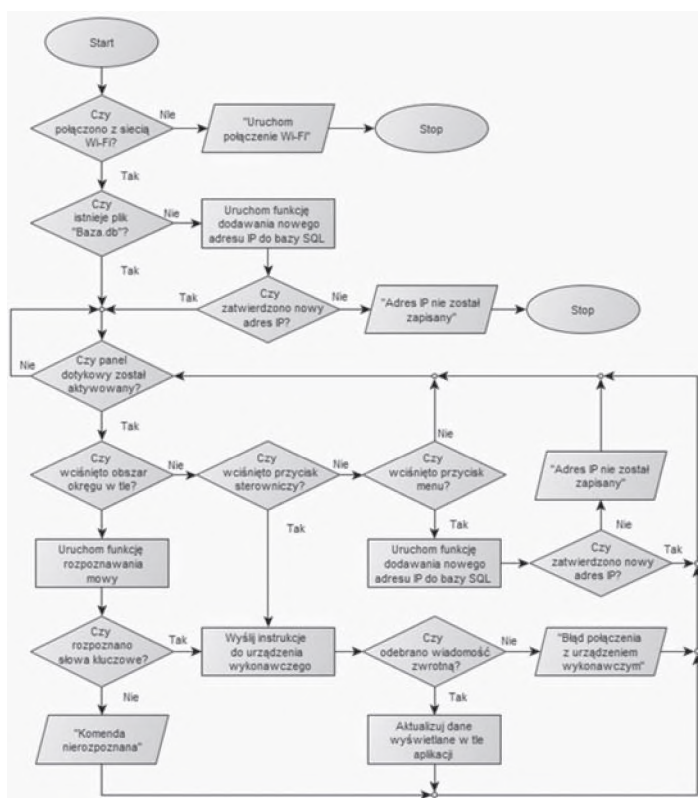 Start
Czy
połączono z siecią
Wi-Fi?
Nie
"Uruchom
połączenie Wi-Fi"
Stop
Tak
Czy
istnieje plik
"Baza.db"?
Nie
Uruchom funkcję
dodawania nowego
adresu IP do bazy SQL
Tak
Tak
Czy
zatwierdzono nowy
adres IP?
Nie
"Adres IP nie został
zapisany"
Stop
Nie
Czy panel
dotykowy został
aktywowany?
Tak
Czy
wciśnięto obszar
okręgu w tle?
Nie
Czy
wciśnięto przycisk
sterowniczy?
Nie
Czy
wciśnięto przycisk
menu?
Nie
"Adres IP nie został
zapisany"
Tak
Tak
Nie
Uruchom funkcję
rozpoznawania
mowy
Uruchom funkcję
dodawania nowego
adresu IP do bazy SQL
Czy
zatwierdzono nowy
adres IP?
Tak
Czy
rozpoznano
słowa kluczowe?
Tak
Wyślij instrukcje
do urządzenia
wykonawczego
Czy
odebrano wiadomość
zwrotną?
Nie
"Błąd połączenia
z urządzeniem
wykonawczym"
Nie
Tak
"Komenda
nierozpoznana"
Aktualizuj dane
wyświetlane w tle
aplikacji